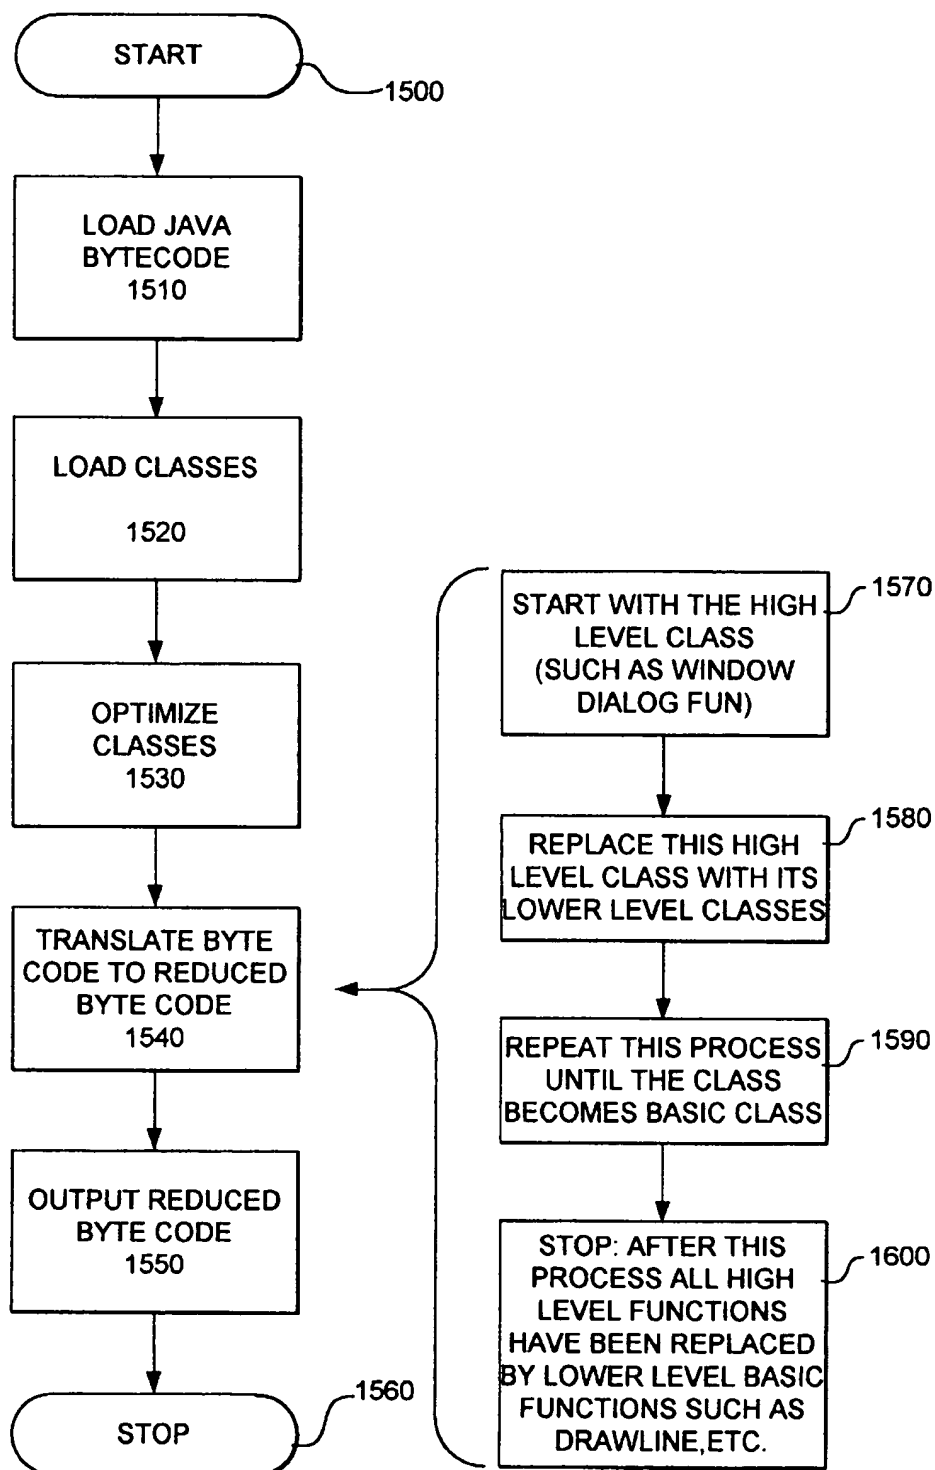 START
1500
LOAD JAVA
BYTECODE
1510
LOAD CLASSES
1520
OPTIMIZE
CLASSES
1530
TRANSLATE BYTE
CODE TO REDUCED
BYTE CODE
1540
OUTPUT REDUCED
BYTE CODE
1550
STOP
1560
START WITH THE HIGH
LEVEL CLASS
(SUCH AS WINDOW
DIALOG FUN)
1570
REPLACE THIS HIGH
LEVEL CLASS WITH ITS
LOWER LEVEL CLASSES
1580
REPEAT THIS PROCESS
UNTIL THE CLASS
BECOMES BASIC CLASS
1590
STOP: AFTER THIS
PROCESS ALL HIGH
LEVEL FUNCTIONS
HAVE BEEN REPLACED
BY LOWER LEVEL BASIC
FUNCTIONS SUCH AS
DRAWLINE,ETC.
1600